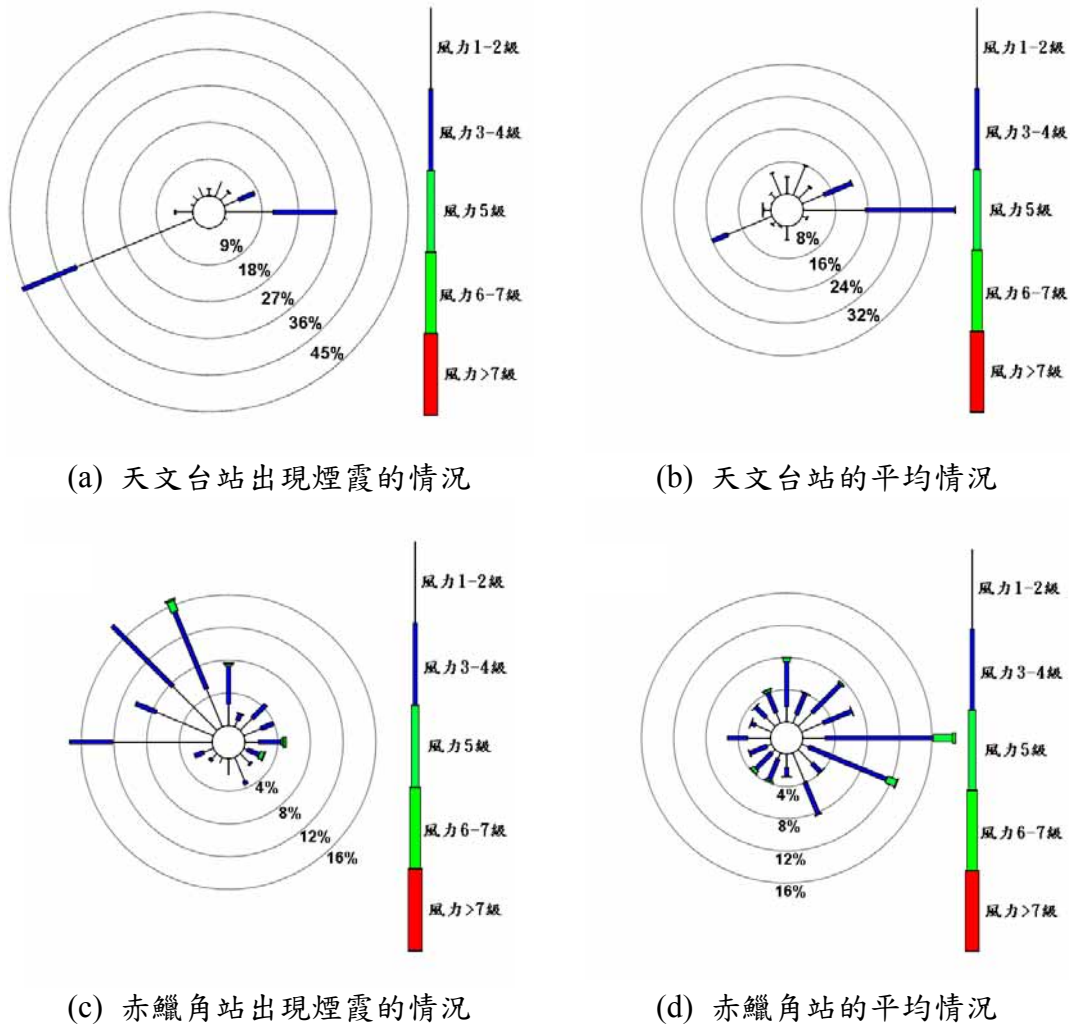 風力1-2級
風力3-4級
風力5級
風力6-7級
風力>7級
9%
18%
27%
36%
45%
(a) 天文台站出現煙霞的情況
風力1-2級
風力3-4級
風力5級
風力6-7級
風力>7級
8%
16%
24%
32%
(b) 天文台站的平均情況
風力1-2級
風力3-4級
風力5級
風力6-7級
風力>7級
4%
8%
12%
16%
(c) 赤鱲角站出現煙霞的情況
風力1-2級
風力3-4級
風力5級
風力6-7級
風力>7級
4%
8%
12%
16%
(d) 赤鱲角站的平均情況